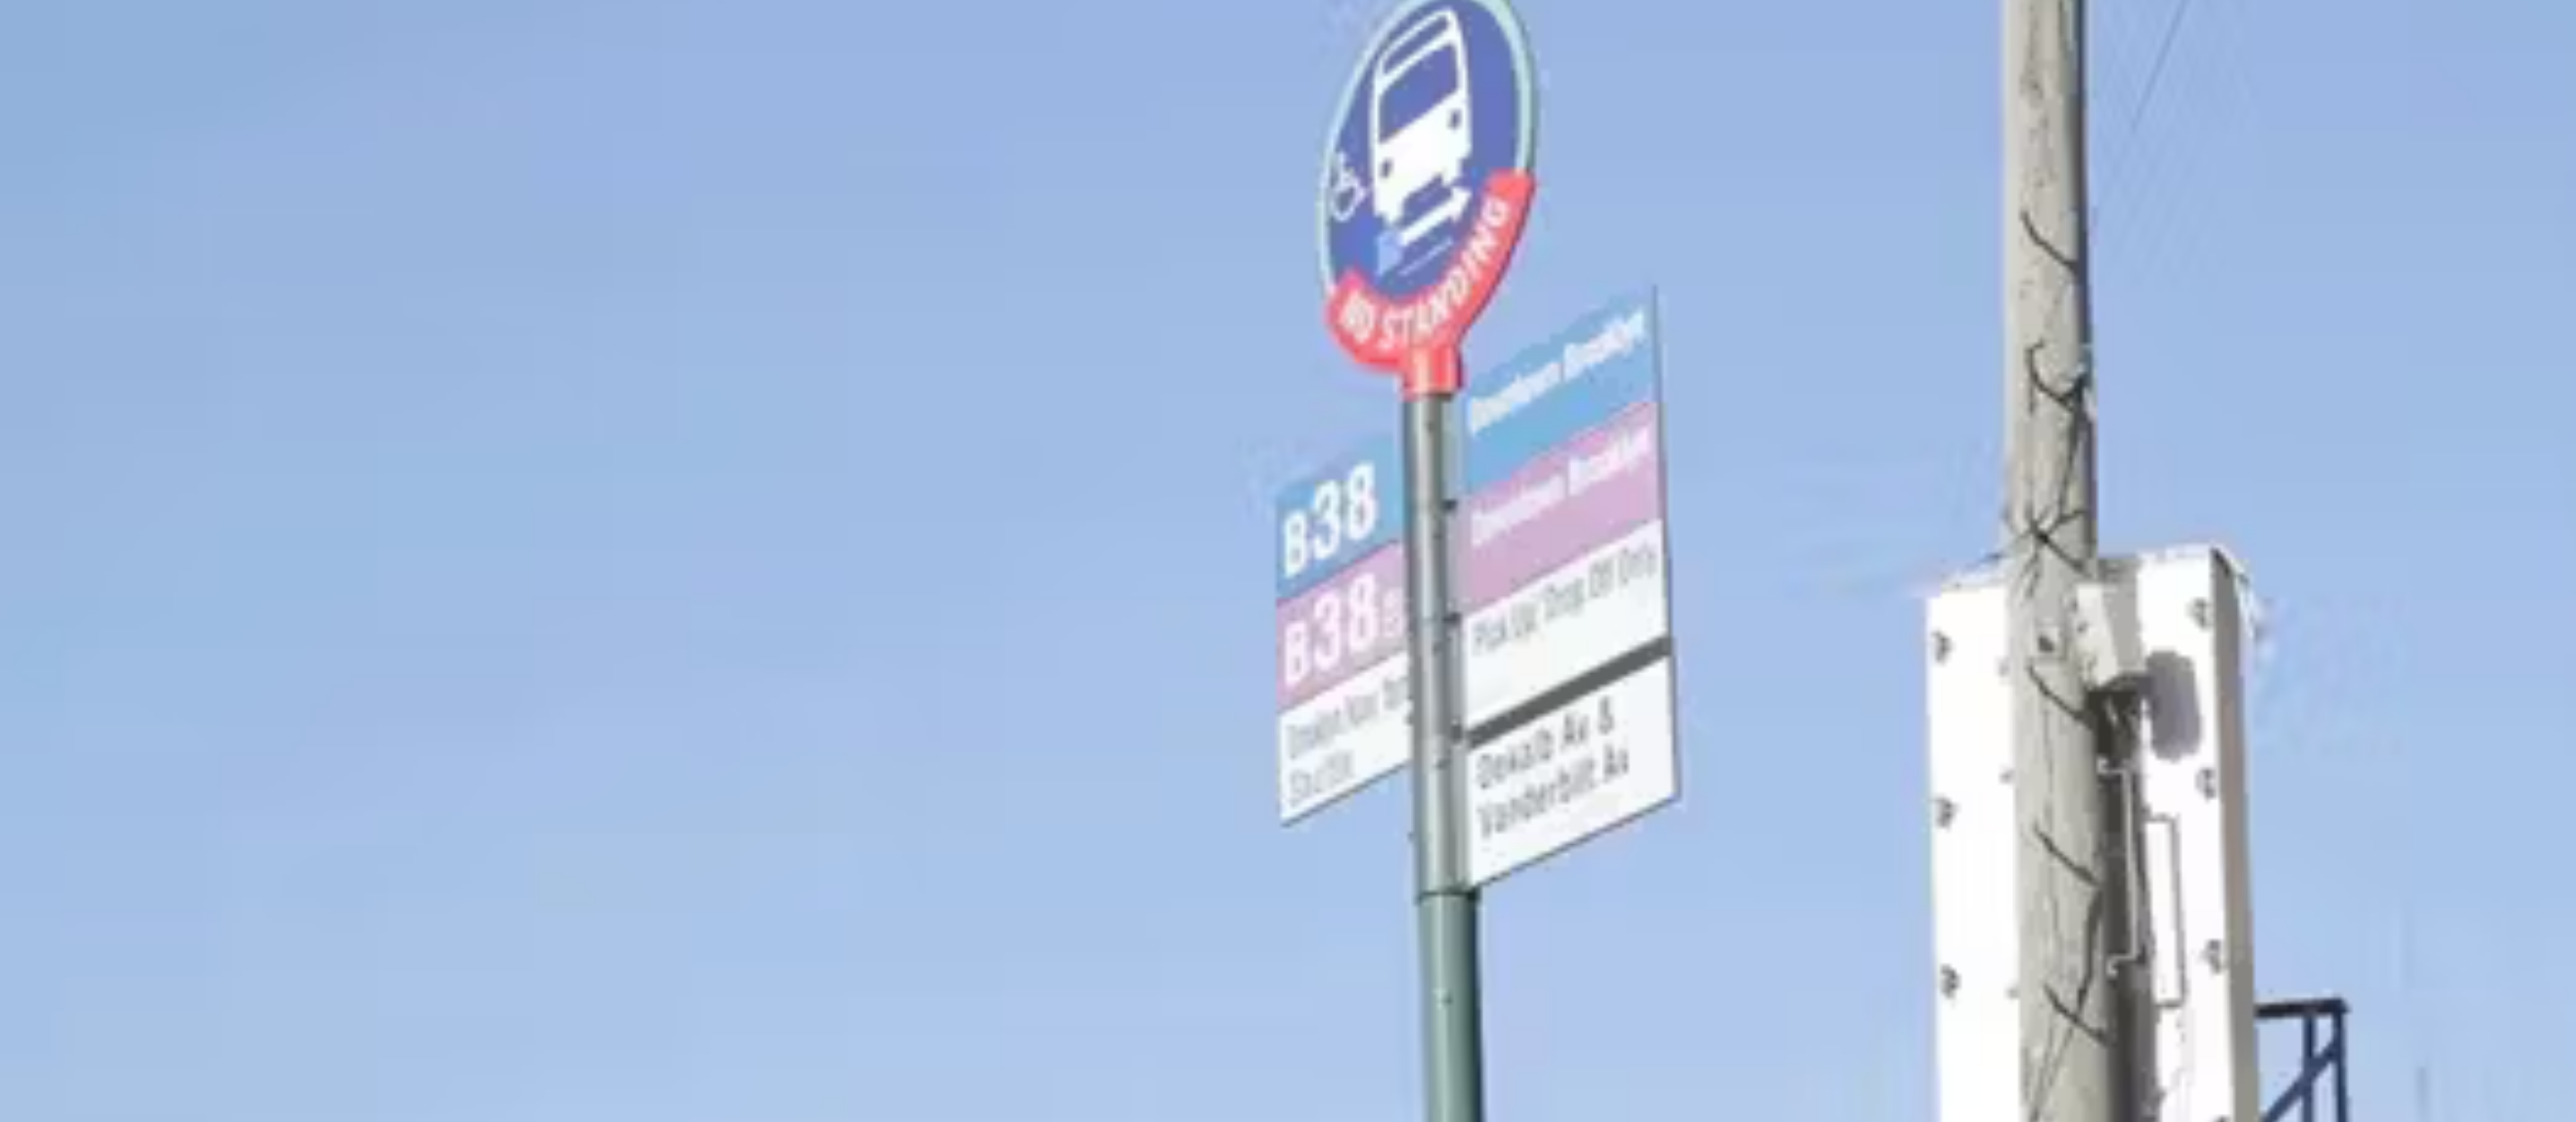 NO STANDING
B38
Downtown Brooklyn
B38
Downtown Brooklyn
Pick Up/Drop Off Only
Dekalb Av &
Vanderbilt Av